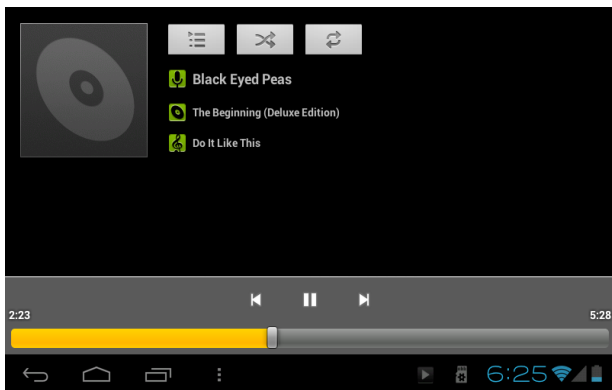 Black Eyed Peas
The Beginning (Deluxe Edition)
Do It Like This
2:23
5:28
6:25